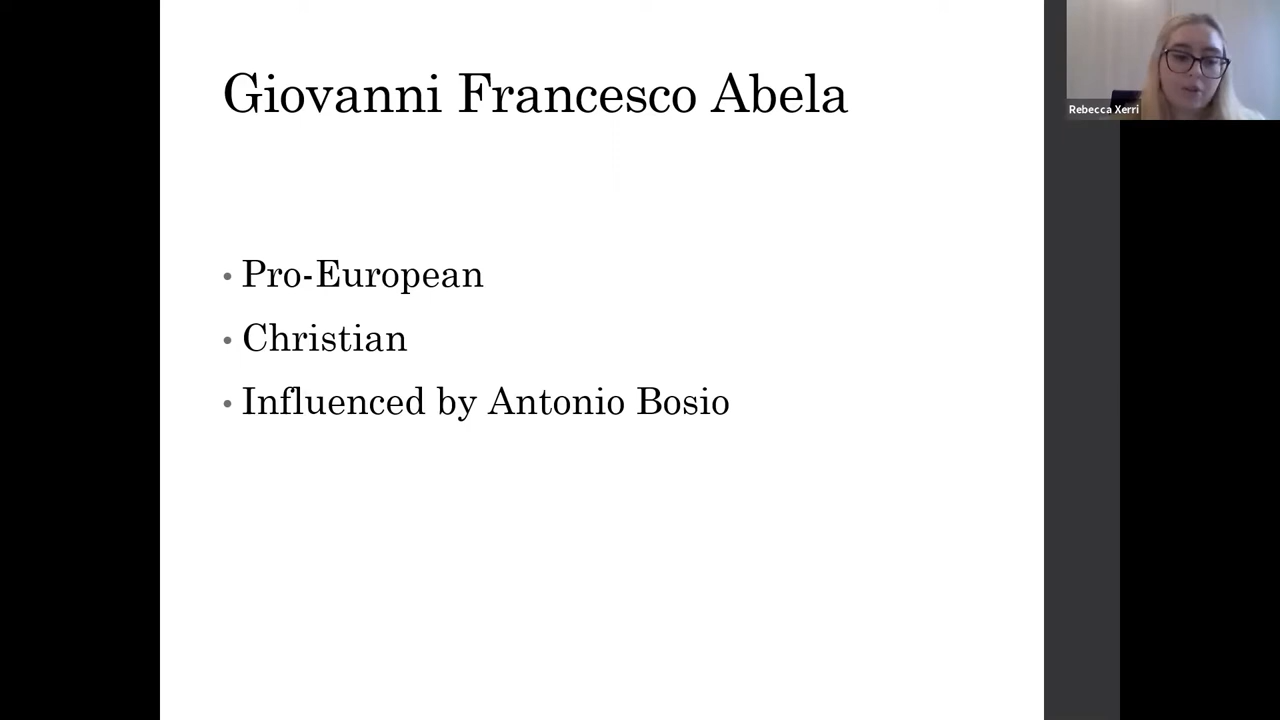 Giovanni Francesco Abela
• Pro-European
• Christian
• Influenced by Antonio Bosio
Rebecca Xerri